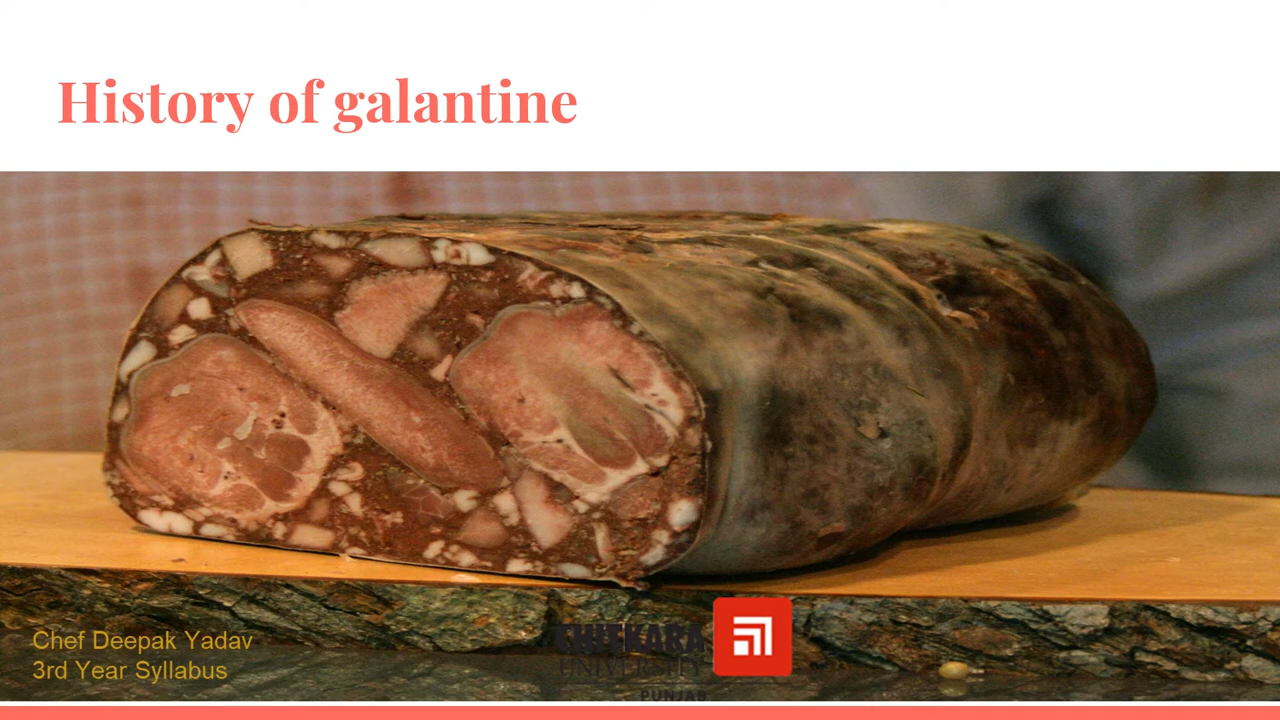 History of galantine
Chef Deepak Yadav
3rd Year Syllabus
CHITKARA
UNIVERSITY
PUNJAB